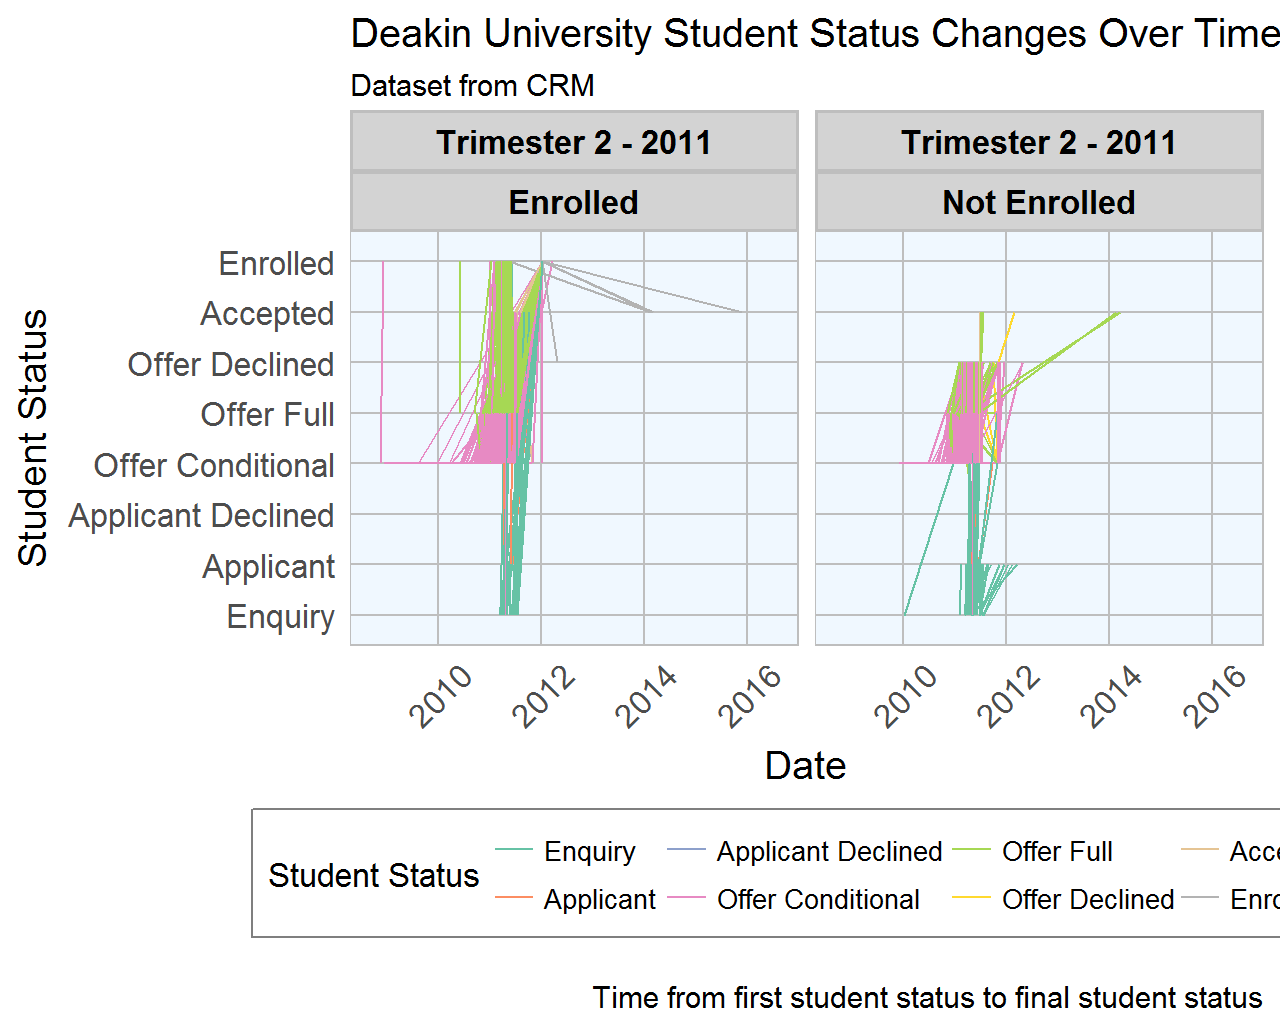 Deakin University Student Status Changes Over Time
Dataset from CRM
Trimester 2 - 2011
Trimester 2 - 2011
Enrolled
Not Enrolled
Student Status
Enrolled
Accepted
Offer Declined
Offer Full
Offer Conditional
Applicant Declined
Applicant
Enquiry
2010 2012 2014 2016
2010 2012 2014 2016
Date
Student Status
Enquiry Applicant Declined Offer Full Acce
Applicant Offer Conditional Offer Declined Enro
Time from first student status to final student status